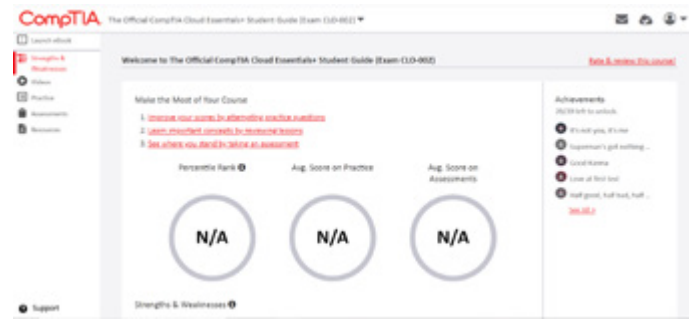 CompTIA. The Official CompTIA Cloud Essentials+ Student Guide (Exam CLO-002)
Launch eBook
Strengths &
Weaknesses
Videos
Practice
Assessments
Resources
Support
Welcome to The Official CompTIA Cloud Essentials+ Student Guide (Exam CLO-002)
Rate & review this course!
Make the Most of Your Course
1. Improve your scores by attempting practice questions
2. Learn important concepts by reviewing lessons
3. See where you stand by taking an assessment
Percentile Rank
Avg. Score on Practice
Avg. Score on
Assessments
N/A
N/A
N/A
Strengths & Weaknesses
Achievements
left to unlock.
It's not you, it's me
Superman's got nothing ...
Good Karma
Love at first test
Half good, half bad, half ...
See All >